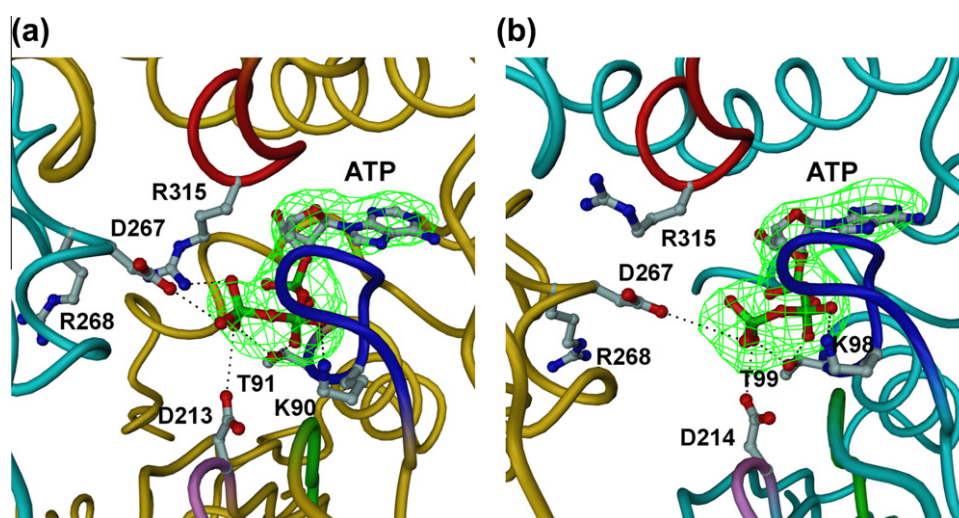 (a)
ATP
R315
D267
R268
T91
K90
D213
(b)
ATP
R315
D267
R268
K98
T99
D214